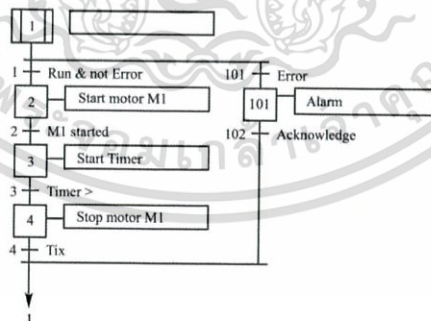 1
1 Run & not Error
101 Error
2 Start motor M1
101 Alarm
2 M1 started
102 Acknowledge
3 Start Timer
3 Timer >
4 Stop motor M1
4 Tix
1